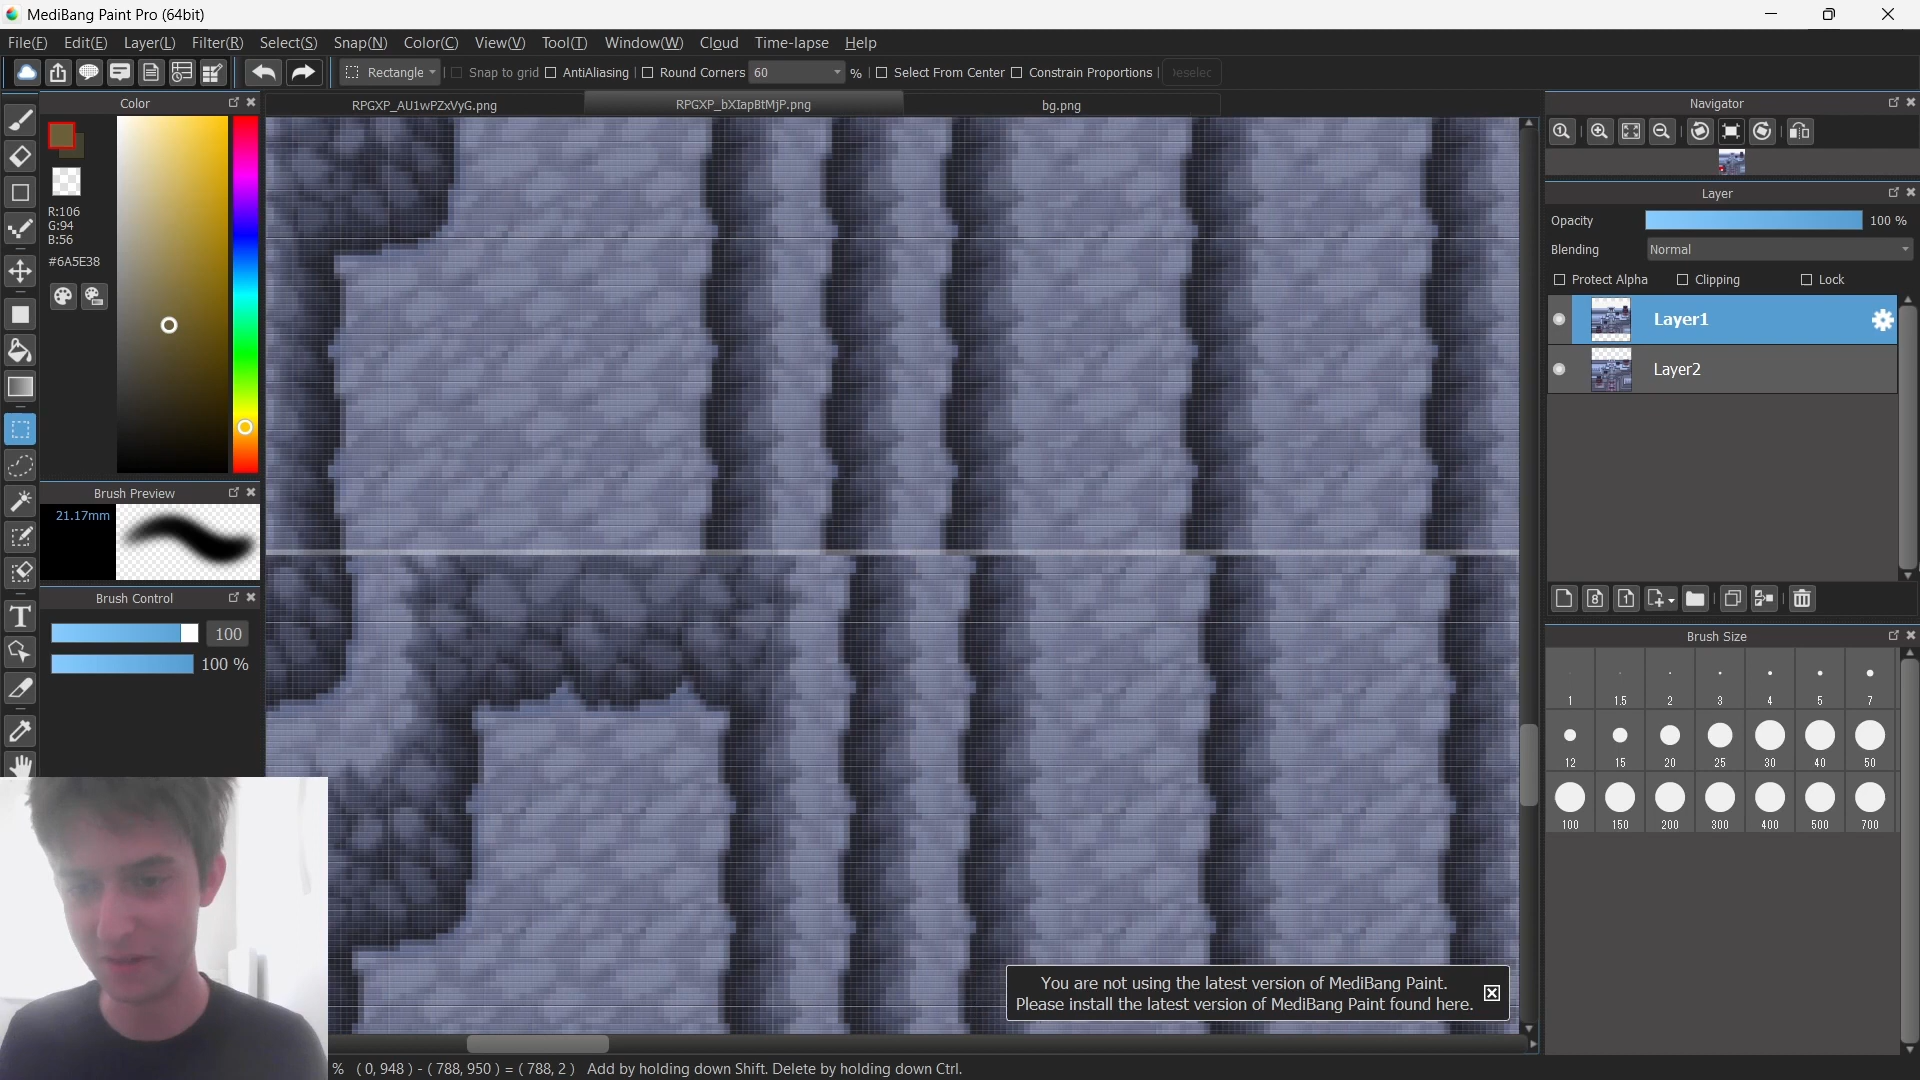 MediBang Paint Pro (64bit)
File(F) Edit(E) Layer(L) Filter(R) Select(S) Snap(N) Color(C) View(V) Tool(T) Window(W) Cloud Time-lapse Help
Rectangle Snap to grid AntiAliasing Round Corners 60 % Select From Center Constrain Proportions
Color
RPGXP_AU1wPZxVyG.png
RPGXP_bXIapBtMjP.png
bg.png
R:106
G:94
B:56
#6A5E38
Brush Preview
21.17mm
Brush Control
100
100 %
Navigator
Layer
Opacity 100 %
Blending Normal
Protect Alpha Clipping Lock
Layer1
Layer2
Brush Size
1 1.5 2 3 4 5 7
12 15 20 25 30 40 50
100 150 200 300 400 500 700
You are not using the latest version of MediBang Paint.
Please install the latest version of MediBang Paint found here.
% ( 0, 948 ) - ( 788, 950 ) = ( 788, 2 ) Add by holding down Shift. Delete by holding down Ctrl.